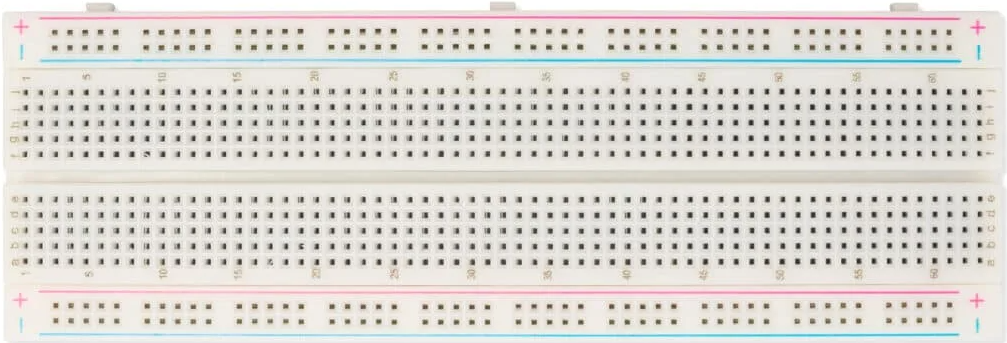 + +
− −
1 5 10 15 20 25 30 35 40 45 50 55 60
j j
i i
h h
g g
f f
e e
d d
c c
b b
a a
1 5 10 15 20 25 30 35 40 45 50 55 60
+ +
− −